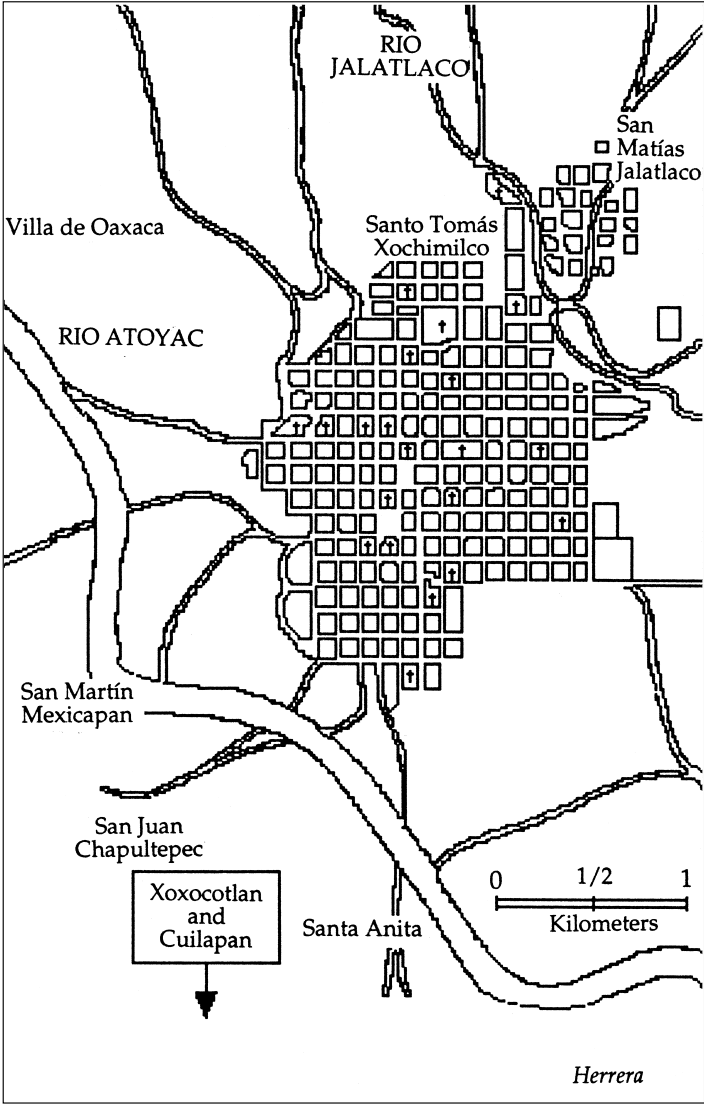 RIO
JALATLACO
San
Matías
Jalatlaco
Villa de Oaxaca
Santo Tomás
Xochimilco
RIO ATOYAC
San Martín
Mexicapan
San Juan
Chapultepec
Xoxocotlan
and
Cuilapan
Santa Anita
0 1/2 1
Kilometers
Herrera